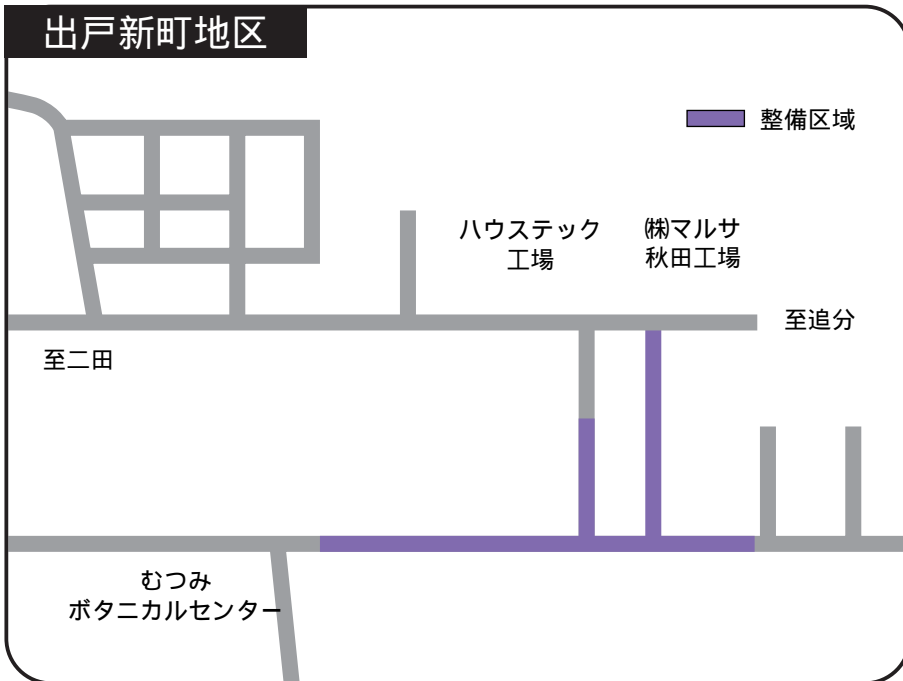 出戸新町地区
整備区域
ハウステック
工場
㈱マルサ
秋田工場
至追分
至二田
むつみ
ボタニカルセンター